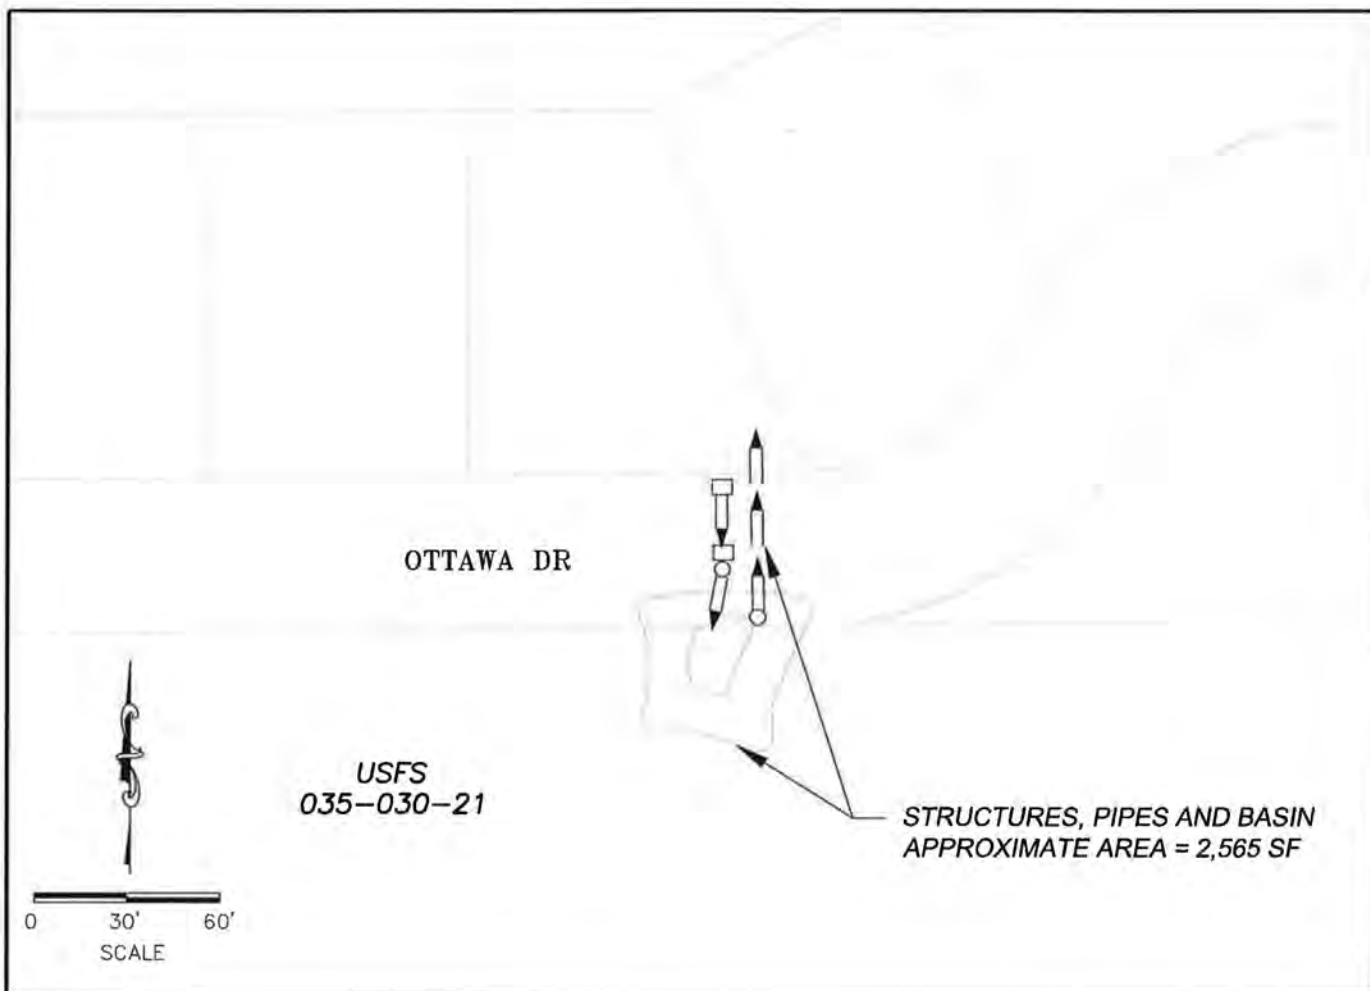 OTTAWA DR
USFS
035-030-21
STRUCTURES, PIPES AND BASIN
APPROXIMATE AREA = 2,565 SF
0 30' 60'
SCALE